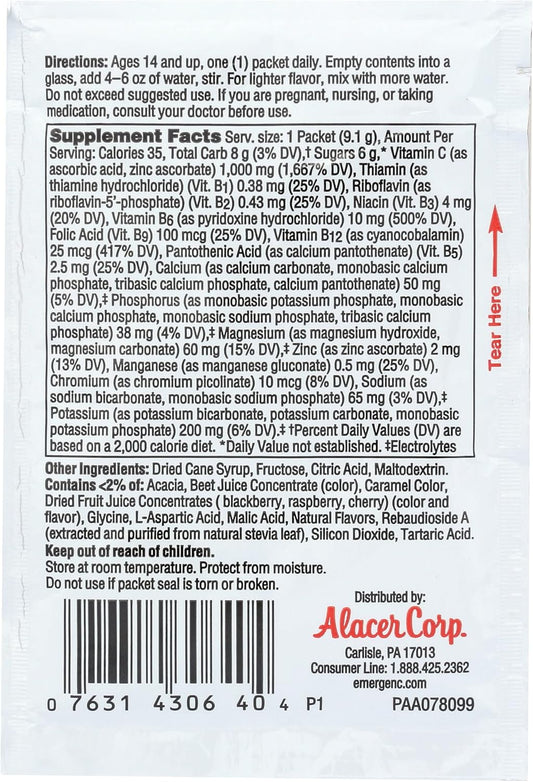 Directions: Ages 14 and up, one (1) packet daily. Empty contents into a
glass, add 4–6 oz of water, stir. For lighter flavor, mix with more water.
Do not exceed suggested use. If you are pregnant, nursing, or taking
medication, consult your doctor before use.
Supplement Facts Serv. size: 1 Packet (9.1 g), Amount Per
Serving: Calories 35, Total Carb 8 g (3% DV),† Sugars 6 g,* Vitamin C (as
ascorbic acid, zinc ascorbate) 1,000 mg (1,667% DV), Thiamin (as
thiamine hydrochloride) (Vit. B1) 0.38 mg (25% DV), Riboflavin (as
riboflavin-5'-phosphate) (Vit. B2) 0.43 mg (25% DV), Niacin (Vit. B3) 4 mg
(20% DV), Vitamin B6 (as pyridoxine hydrochloride) 10 mg (500% DV),
Folic Acid (Vit. B9) 100 mcg (25% DV), Vitamin B12 (as cyanocobalamin)
25 mcg (417% DV), Pantothenic Acid (as calcium pantothenate) (Vit. B5)
2.5 mg (25% DV), Calcium (as calcium carbonate, monobasic calcium
phosphate, tribasic calcium phosphate, calcium pantothenate) 50 mg
(5% DV),‡ Phosphorus (as monobasic potassium phosphate, monobasic
calcium phosphate, monobasic sodium phosphate, tribasic calcium
phosphate) 38 mg (4% DV),‡ Magnesium (as magnesium hydroxide,
magnesium carbonate) 60 mg (15% DV),‡ Zinc (as zinc ascorbate) 2 mg
(13% DV), Manganese (as manganese gluconate) 0.5 mg (25% DV),
Chromium (as chromium picolinate) 10 mcg (8% DV), Sodium (as
sodium bicarbonate, monobasic sodium phosphate) 65 mg (3% DV),‡
Potassium (as potassium bicarbonate, potassium carbonate, monobasic
potassium phosphate) 200 mg (6% DV).‡ †Percent Daily Values (DV) are
based on a 2,000 calorie diet. *Daily Value not established. ‡Electrolytes
Tear Here
Other Ingredients: Dried Cane Syrup, Fructose, Citric Acid, Maltodextrin.
Contains <2% of: Acacia, Beet Juice Concentrate (color), Caramel Color,
Dried Fruit Juice Concentrates ( blackberry, raspberry, cherry) (color and
flavor), Glycine, L-Aspartic Acid, Malic Acid, Natural Flavors, Rebaudioside A
(extracted and purified from natural stevia leaf), Silicon Dioxide, Tartaric Acid.
Keep out of reach of children.
Store at room temperature. Protect from moisture.
Do not use if packet seal is torn or broken.
Distributed by:
Alacer Corp.
Carlisle, PA 17013
Consumer Line: 1.888.425.2362
emergenc.com
0 7631 4306 40 4 P1 PAA078099